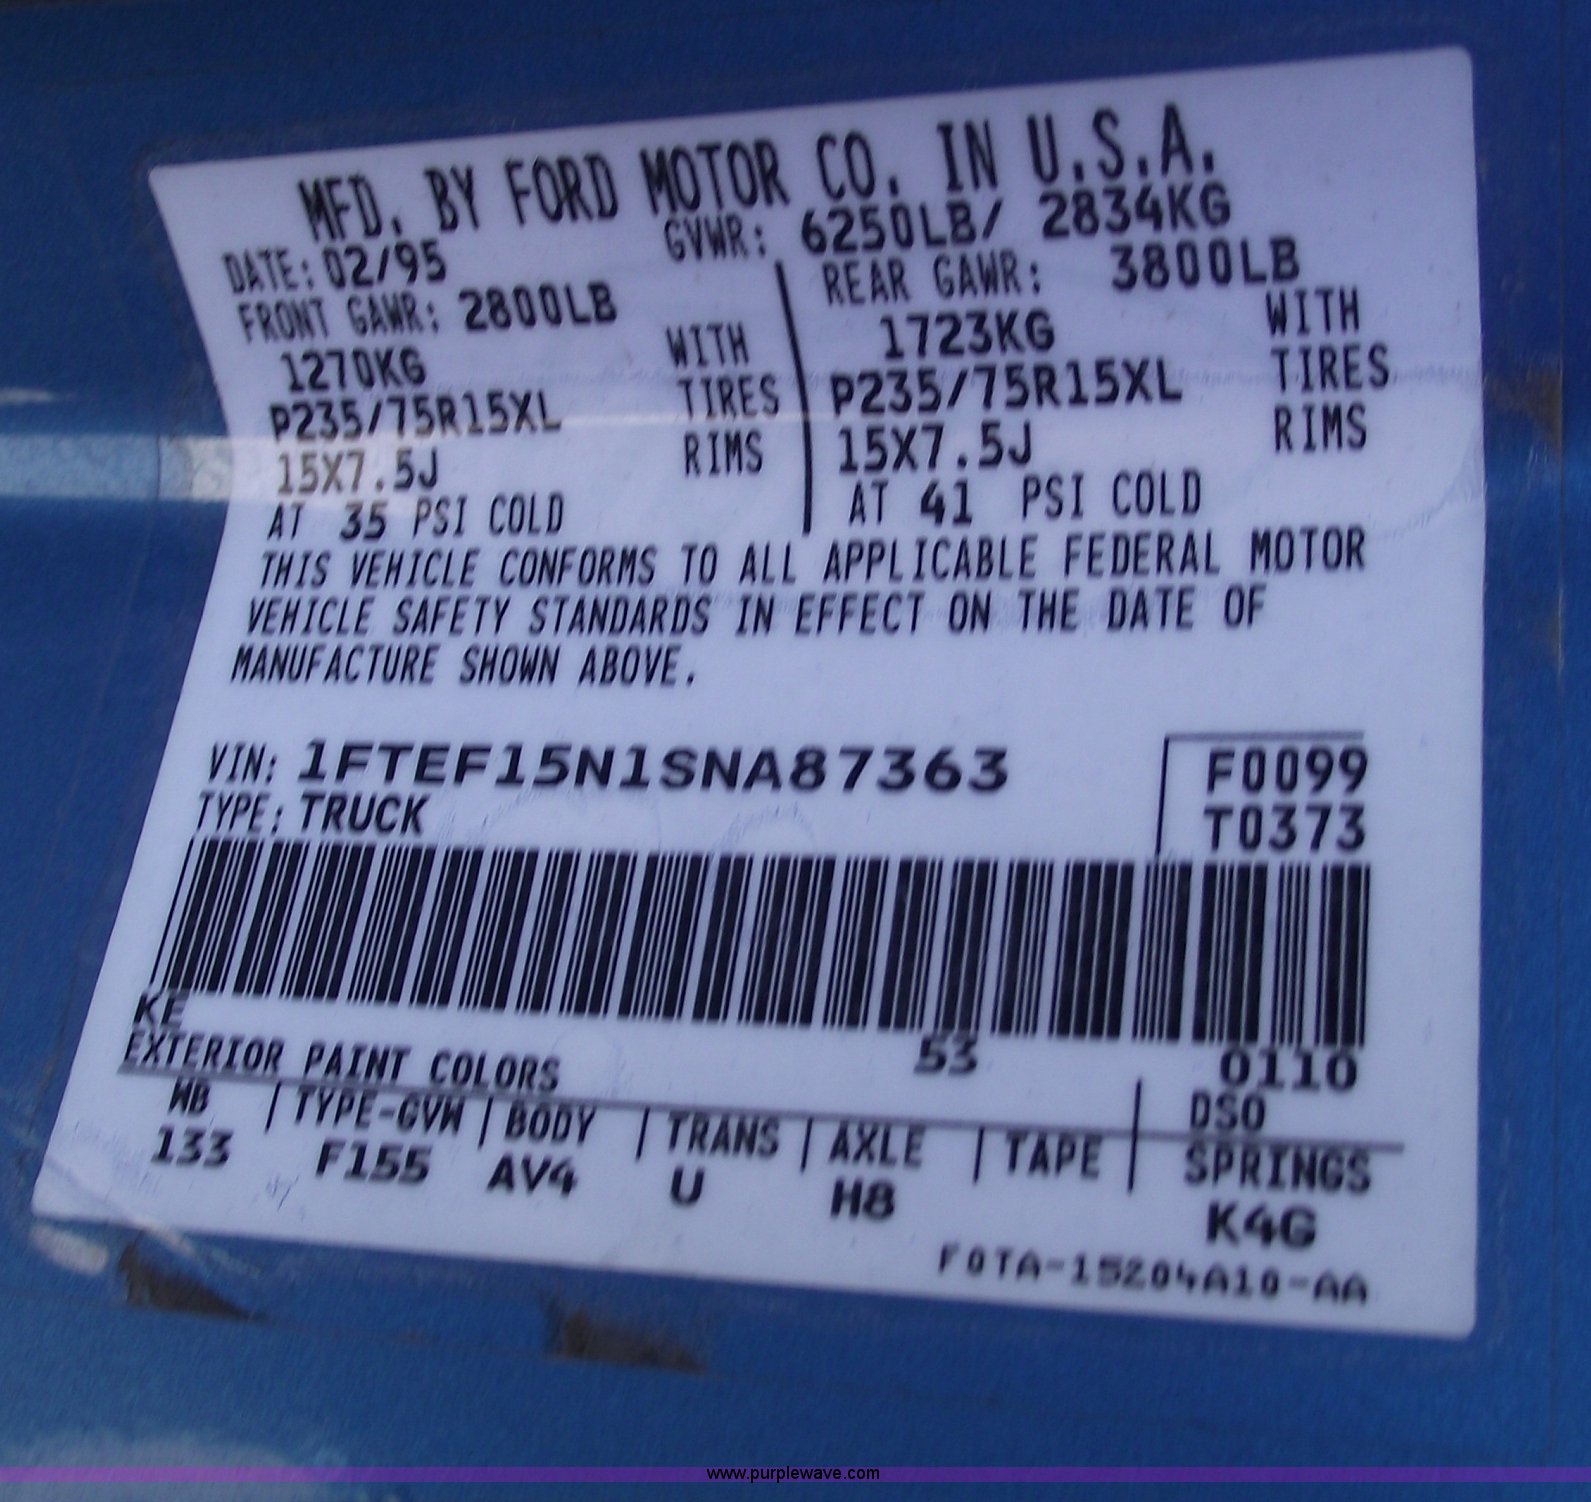 MFD. BY FORD MOTOR CO. IN U.S.A.
DATE: 02/95 GVWR: 6250LB/ 2834KG
FRONT GAWR: 2800LB REAR GAWR: 3800LB
1270KG WITH 1723KG WITH
P235/75R15XL TIRES P235/75R15XL TIRES
15X7.5J RIMS 15X7.5J RIMS
AT 35 PSI COLD AT 41 PSI COLD
THIS VEHICLE CONFORMS TO ALL APPLICABLE FEDERAL MOTOR
VEHICLE SAFETY STANDARDS IN EFFECT ON THE DATE OF
MANUFACTURE SHOWN ABOVE.
VIN: 1FTEF15N1SNA87363 F0099
TYPE: TRUCK T0373
KE 53 0110
EXTERIOR PAINT COLORS DSO
WB | TYPE-GVW | BODY | TRANS | AXLE | TAPE | SPRINGS
133 F155 AV4 U H8 K4G
F0TA-15204A10-AA
www.purplewave.com